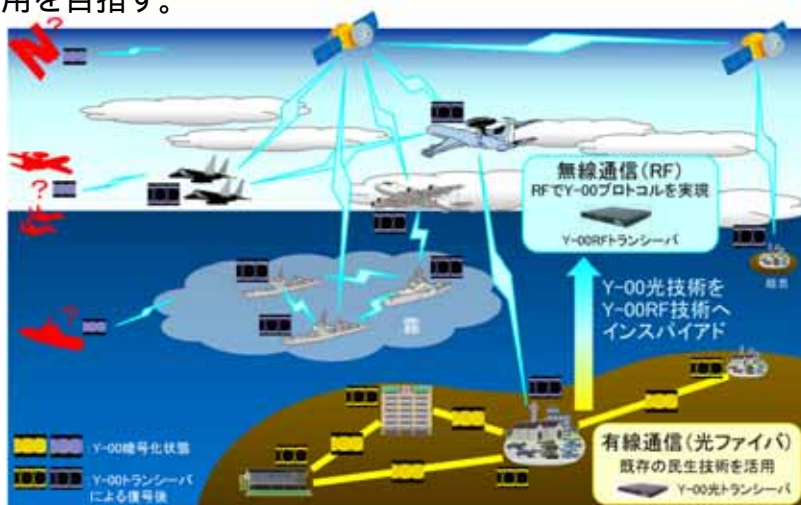 用を目指す。
?
無線通信(RF)
RFでY-00プロトコルを実現
Y-00RFトランシーバ
?
Y-00光技術を
Y-00RF技術へ
インスパイアド
?
霧
有線通信(光ファイバ)
既存の民生技術を活用
Y-00光トランシーバ
:Y-00暗号化状態
:Y-00トランシーバ
による復号後